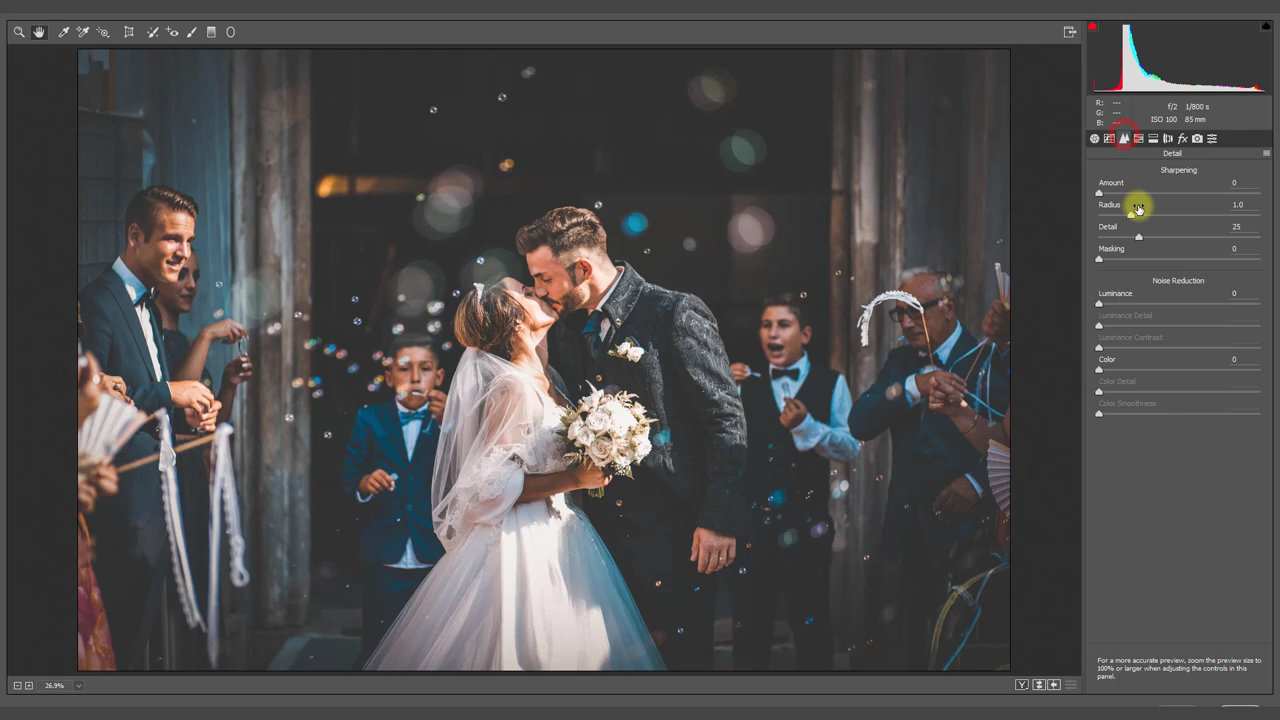 R: ---
G: ---
B: ---
f/2 1/800 s
ISO 100 85 mm
fx
Detail
Sharpening
Amount 0
Radius 1.0
Detail 25
Masking 0
Noise Reduction
Luminance 0
Luminance Detail
Luminance Contrast
Color 0
Color Detail
Color Smoothness
For a more accurate preview, zoom the preview size to
100% or larger when adjusting the controls in this
panel.
26.9%
Y